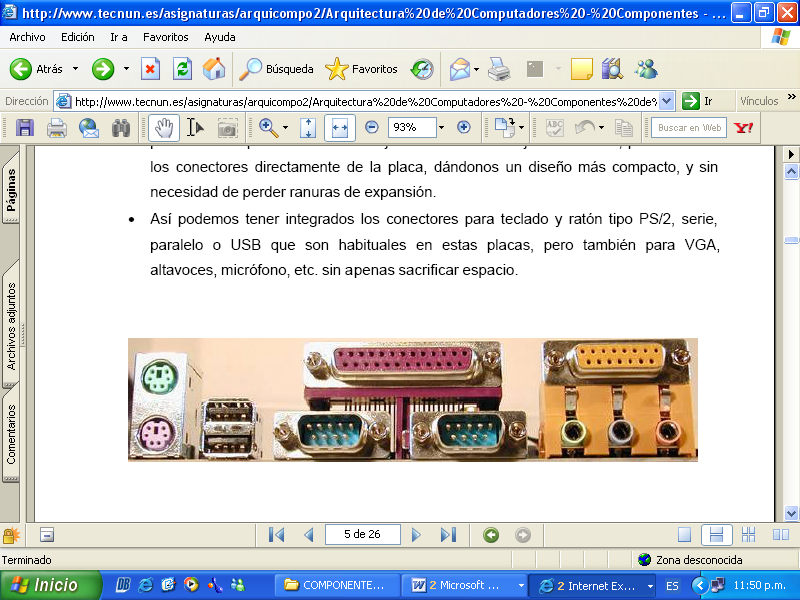 http://www.tecnun.es/asignaturas/arquicompo2/Arquitectura%20de%20Computadores%20-%20Componentes - ...
Archivo Edición Ir a Favoritos Ayuda
Atrás Búsqueda Favoritos
Dirección http://www.tecnun.es/asignaturas/arquicompo2/Arquitectura%20de%20Computadores%20-%20Componentes%20de% Ir Vínculos »
93% Buscar en Web Y!
Páginas
Archivos adjuntos
Comentarios
los conectores directamente de la placa, dándonos un diseño más compacto, y sin
necesidad de perder ranuras de expansión.
• Así podemos tener integrados los conectores para teclado y ratón tipo PS/2, serie,
paralelo o USB que son habituales en estas placas, pero también para VGA,
altavoces, micrófono, etc. sin apenas sacrificar espacio.
5 de 26
Terminado Zona desconocida
Inicio COMPONENTE... 2 Microsoft ... 2 Internet Ex... ES 11:50 p.m.